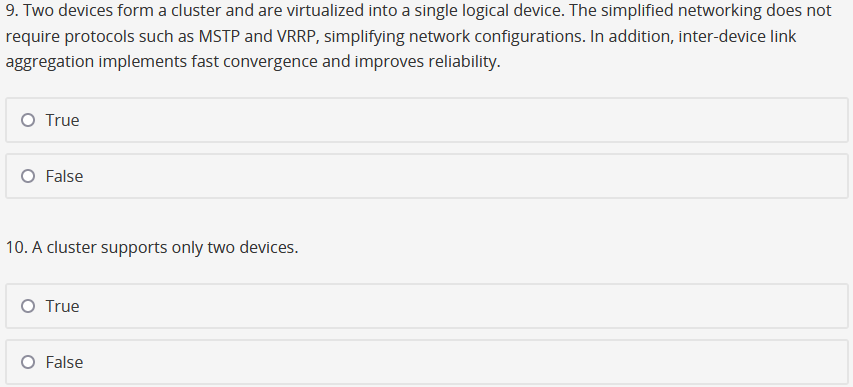 9. Two devices form a cluster and are virtualized into a single logical device. The simplified networking does not
require protocols such as MSTP and VRRP, simplifying network configurations. In addition, inter-device link
aggregation implements fast convergence and improves reliability.
True
False
10. A cluster supports only two devices.
True
False